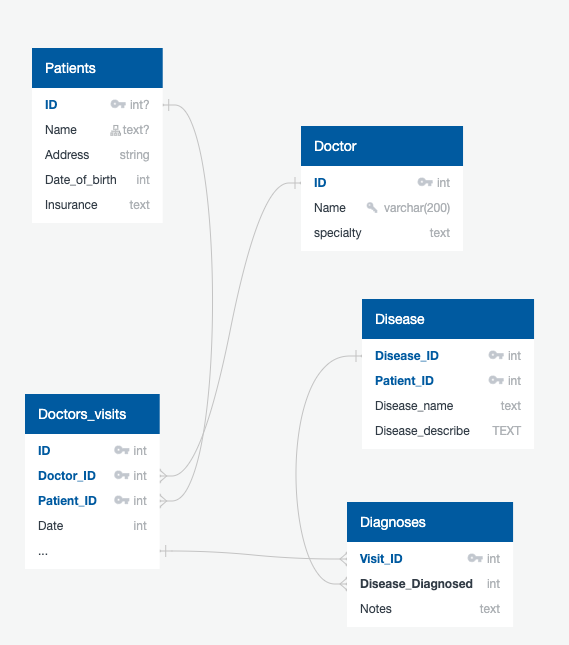 Patients
ID int?
Name text?
Address string
Date_of_birth int
Insurance text
Doctor
ID int
Name varchar(200)
specialty text
Disease
Disease_ID int
Patient_ID int
Disease_name text
Disease_describe TEXT
Doctors_visits
ID int
Doctor_ID int
Patient_ID int
Date int
...
Diagnoses
Visit_ID int
Disease_Diagnosed int
Notes text